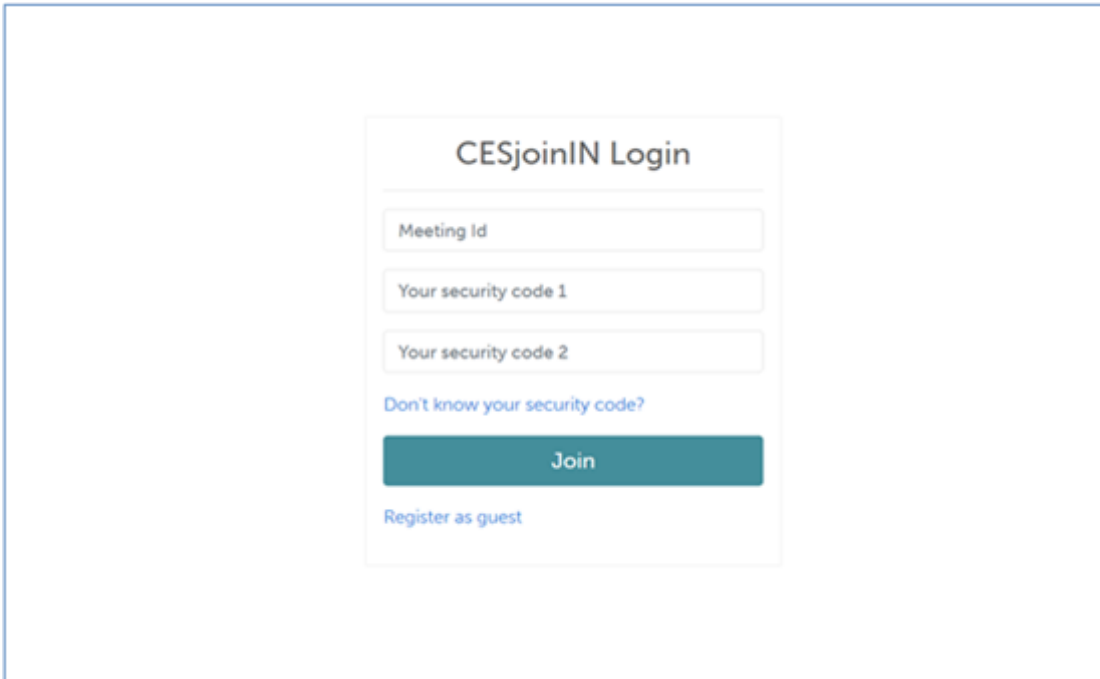 CESjoinIN Login
Meeting Id
Your security code 1
Your security code 2
Don't know your security code?
Join
Register as guest